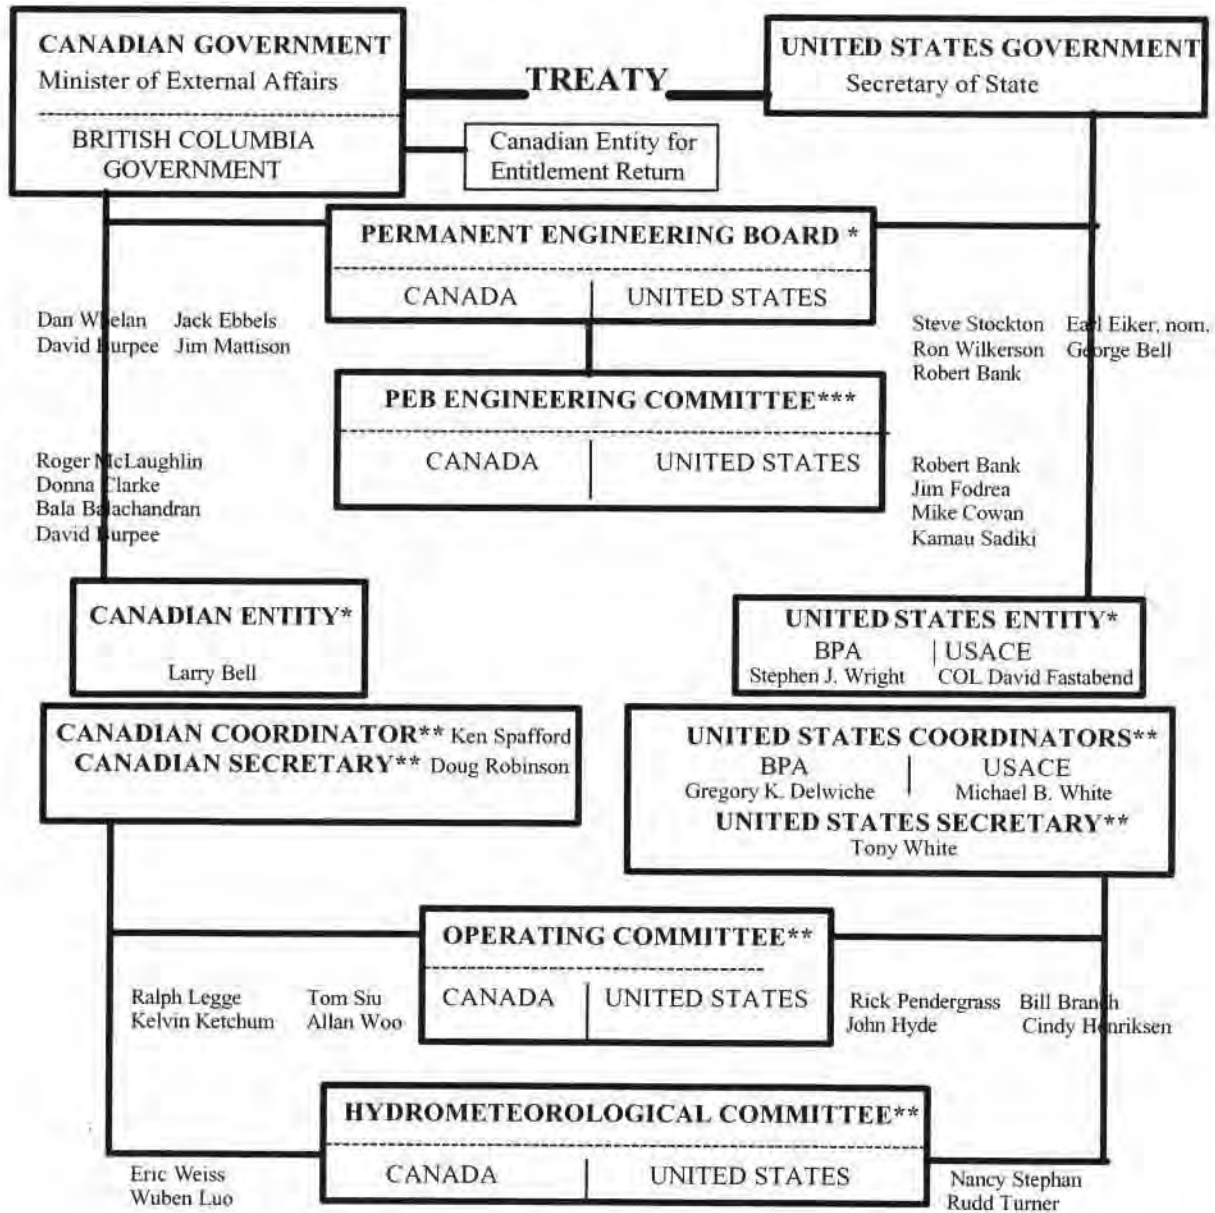 CANADIAN GOVERNMENT
Minister of External Affairs
BRITISH COLUMBIA
GOVERNMENT
TREATY
UNITED STATES GOVERNMENT
Secretary of State
Canadian Entity for
Entitlement Return
PERMANENT ENGINEERING BOARD *
CANADA UNITED STATES
Dan Whelan Jack Ebbels
David Burpee Jim Mattison
Steve Stockton Earl Eiker, nom.
Ron Wilkerson George Bell
Robert Bank
PEB ENGINEERING COMMITTEE***
CANADA UNITED STATES
Roger McLaughlin
Donna Clarke
Bala Balachandran
David Burpee
Robert Bank
Jim Fodrea
Mike Cowan
Kamau Sadiki
CANADIAN ENTITY*
Larry Bell
UNITED STATES ENTITY*
BPA USACE
Stephen J. Wright COL David Fastabend
CANADIAN COORDINATOR** Ken Spafford
CANADIAN SECRETARY** Doug Robinson
UNITED STATES COORDINATORS**
BPA USACE
Gregory K. Delwiche Michael B. White
UNITED STATES SECRETARY**
Tony White
OPERATING COMMITTEE**
CANADA UNITED STATES
Ralph Legge Tom Siu
Kelvin Ketchum Allan Woo
Rick Pendergrass Bill Branch
John Hyde Cindy Henriksen
HYDROMETEOROLOGICAL COMMITTEE**
CANADA UNITED STATES
Eric Weiss
Wuben Luo
Nancy Stephan
Rudd Turner